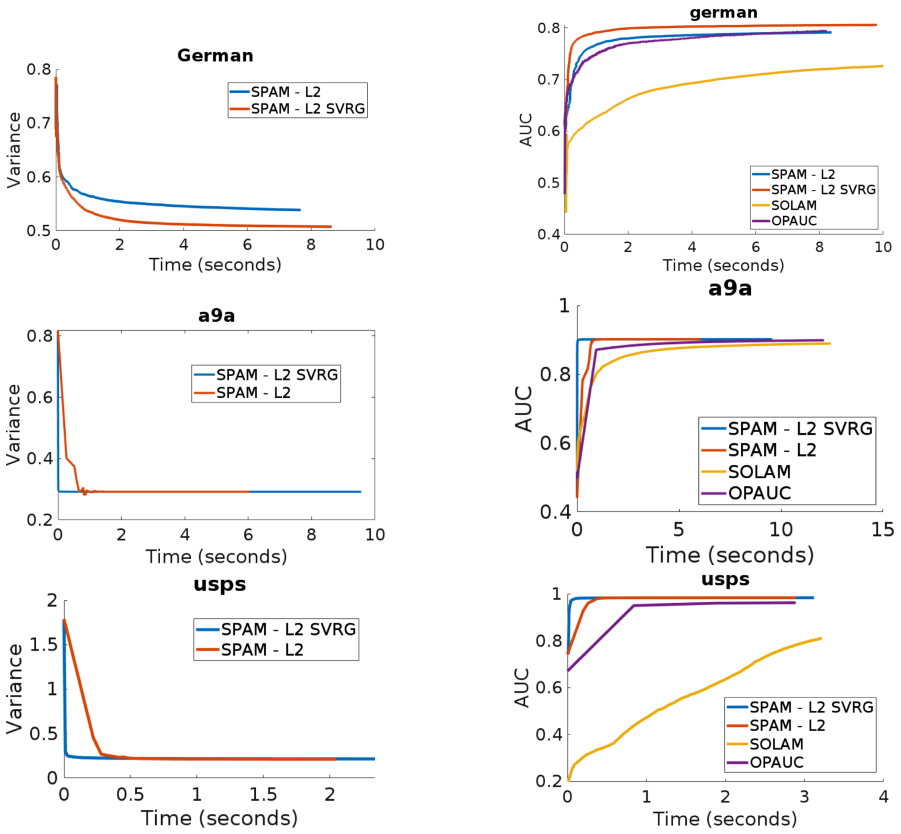 German
0.8
0.7
0.6
0.5
Variance
SPAM - L2
SPAM - L2 SVRG
0 2 4 6 8 10
Time (seconds)
german
0.8
0.7
0.6
0.5
0.4
AUC
SPAM - L2
SPAM - L2 SVRG
SOLAM
OPAUC
0 2 4 6 8 10
Time (seconds)
a9a
0.8
0.6
0.4
0.2
Variance
SPAM - L2 SVRG
SPAM - L2
0 2 4 6 8 10
Time (seconds)
a9a
1
0.8
0.6
0.4
AUC
SPAM - L2 SVRG
SPAM - L2
SOLAM
OPAUC
0 5 10 15
Time (seconds)
usps
2
1.5
1
0.5
0
Variance
SPAM - L2 SVRG
SPAM - L2
0 0.5 1 1.5 2
Time (seconds)
usps
1
0.8
0.6
0.4
0.2
AUC
SPAM - L2 SVRG
SPAM - L2
SOLAM
OPAUC
0 1 2 3 4
Time (seconds)